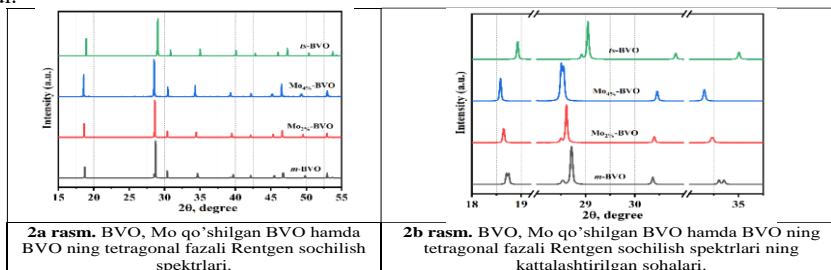 ts-BVO
Mo4%-BVO
Mo2%-BVO
m-BVO
Intensity (a.u.)
15 20 25 30 35 40 45 50 55
2θ, degree
ts-BVO
Mo4%-BVO
Mo2%-BVO
m-BVO
Intensity (a.u.)
18 19 29 30 35
2θ, degree
2a rasm. BVO, Mo qo’shilgan BVO hamda
BVO ning tetragonal fazali Rentgen sochilish
spektrlari.
2b rasm. BVO, Mo qo’shilgan BVO hamda BVO ning
tetragonal fazali Rentgen sochilish spektrlari ning
kattalashtirilgan sohalari.